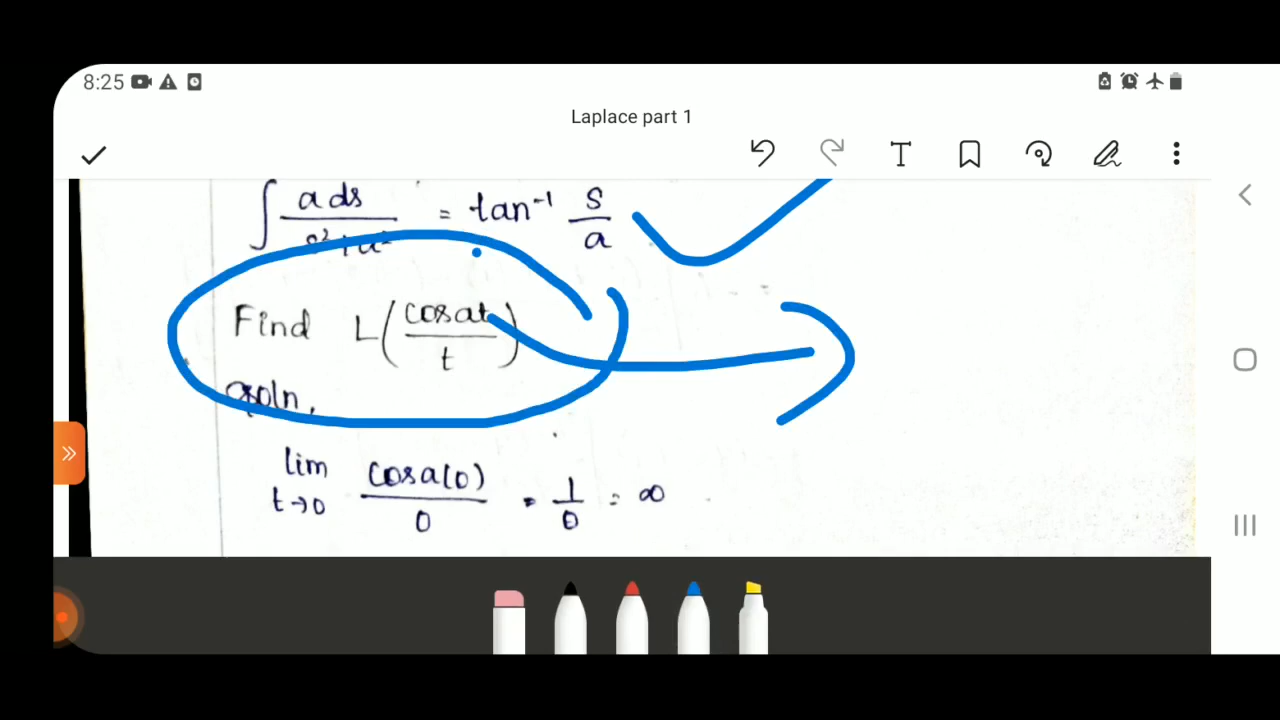 8:25
Laplace part 1
∫ a ds / s²+a² = tan⁻¹ s/a
Find L(cosat / t)
soln,
lim t→0 cosa(0) / 0 = 1/0 = ∞